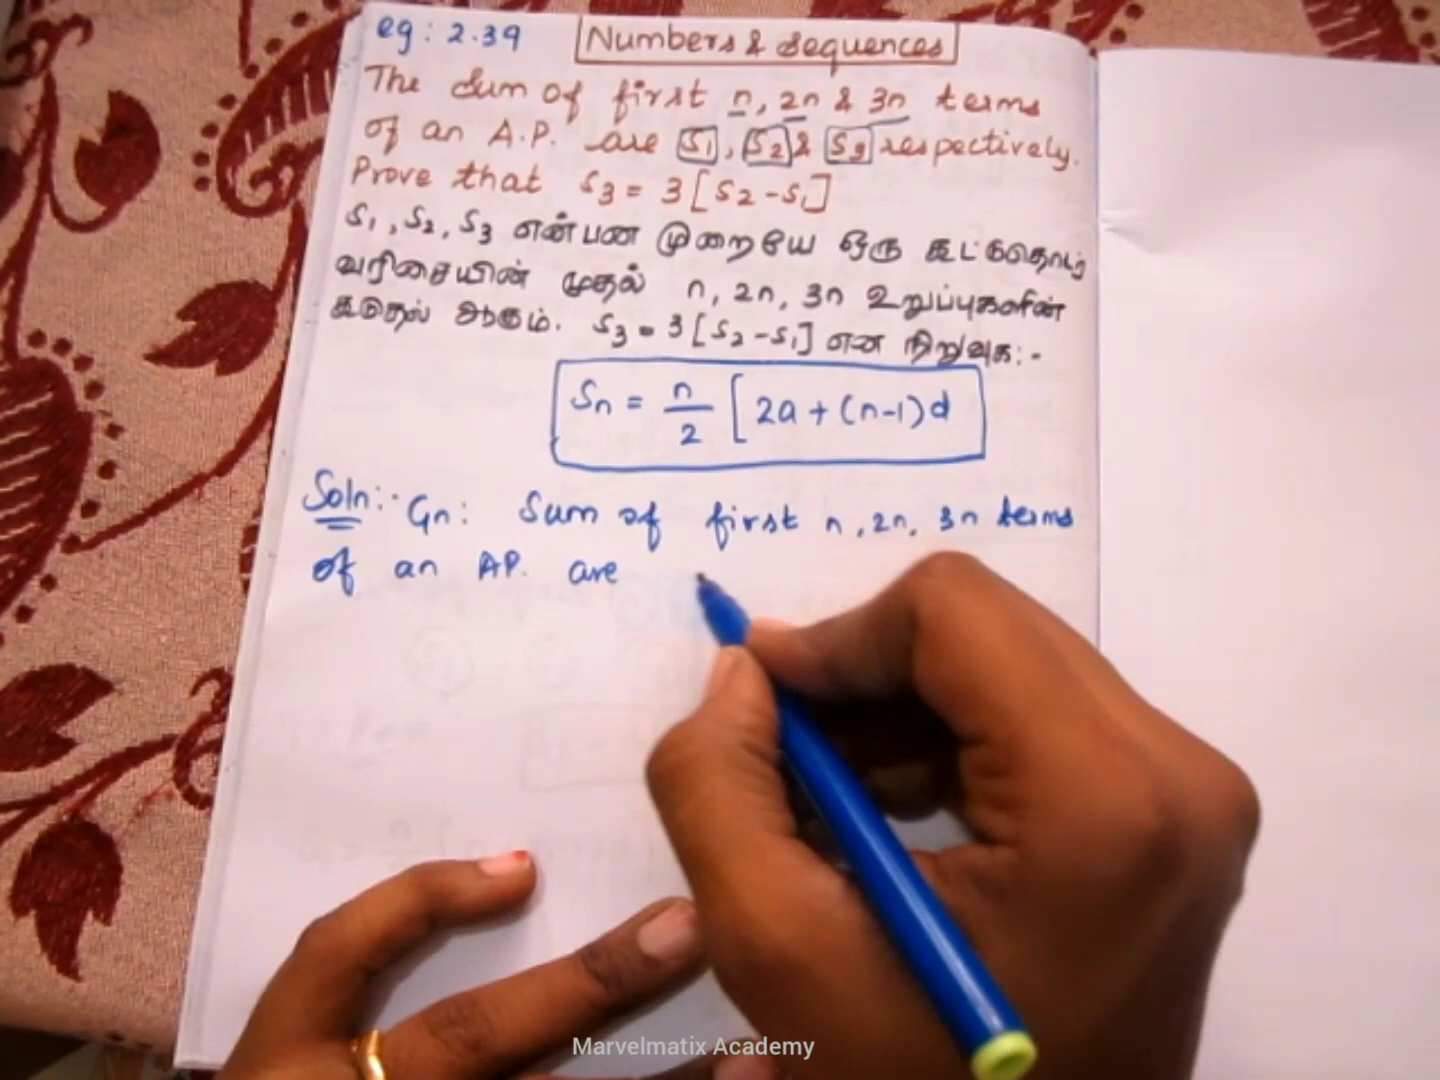 eg: 2.39 Numbers & Sequences
The Sum of first n, 2n & 3n terms
of an A.P. are S1, S2 & S3 respectively.
Prove that S3 = 3[S2 - S1]
S1, S2, S3 என்பன முறையே ஒரு கூட்டுத்தொடர்
வரிசையின் முதல் n, 2n, 3n உறுப்புகளின்
கூடுதல் ஆகும். S3 = 3[S2 - S1] என நிறுவுக:-
Sn = n/2 [2a + (n-1)d
Soln:- Gn: Sum of first n, 2n, 3n terms
of an AP. are
Marvelmatix Academy